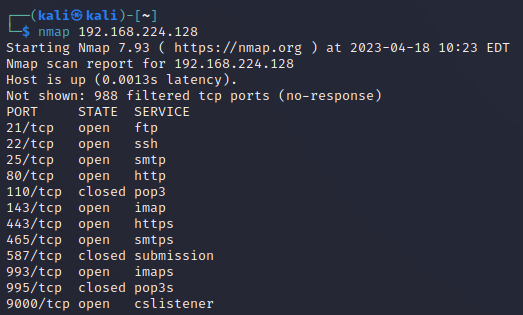 ┌──(kali㉿kali)-[~]
└─$ nmap 192.168.224.128
Starting Nmap 7.93 ( https://nmap.org ) at 2023-04-18 10:23 EDT
Nmap scan report for 192.168.224.128
Host is up (0.0013s latency).
Not shown: 988 filtered tcp ports (no-response)
PORT     STATE  SERVICE
21/tcp   open   ftp
22/tcp   open   ssh
25/tcp   open   smtp
80/tcp   open   http
110/tcp  closed pop3
143/tcp  open   imap
443/tcp  open   https
465/tcp  open   smtps
587/tcp  closed submission
993/tcp  open   imaps
995/tcp  closed pop3s
9000/tcp open   cslistener